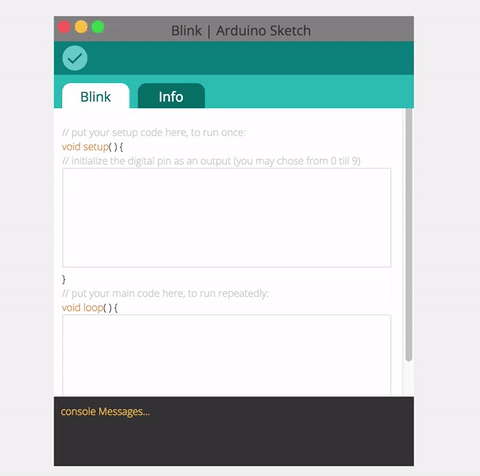 Blink | Arduino Sketch
Blink
Info
// put your setup code here, to run once:
void setup( ) {
// initialize the digital pin as an output (you may chose from 0 till 9)
}
// put your main code here, to run repeatedly:
void loop( ) {
console Messages...